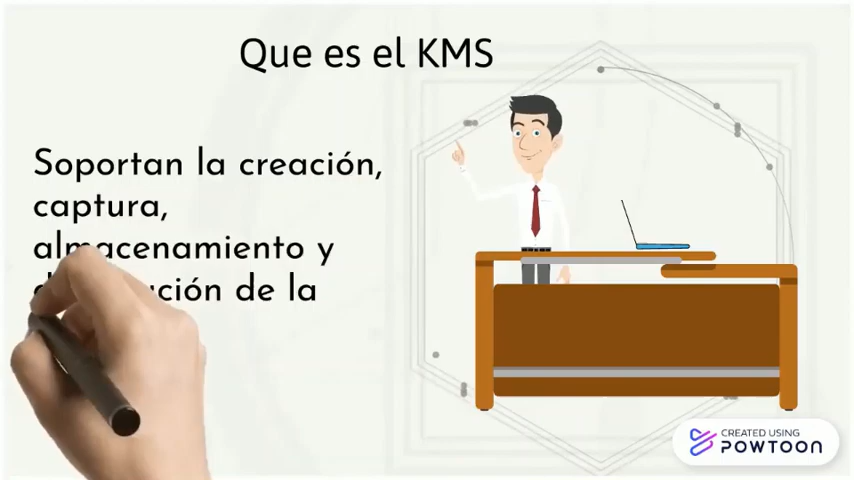 Que es el KMS
Soportan la creación,
captura,
almacenamiento y
de la
CREATED USING
POWTOON